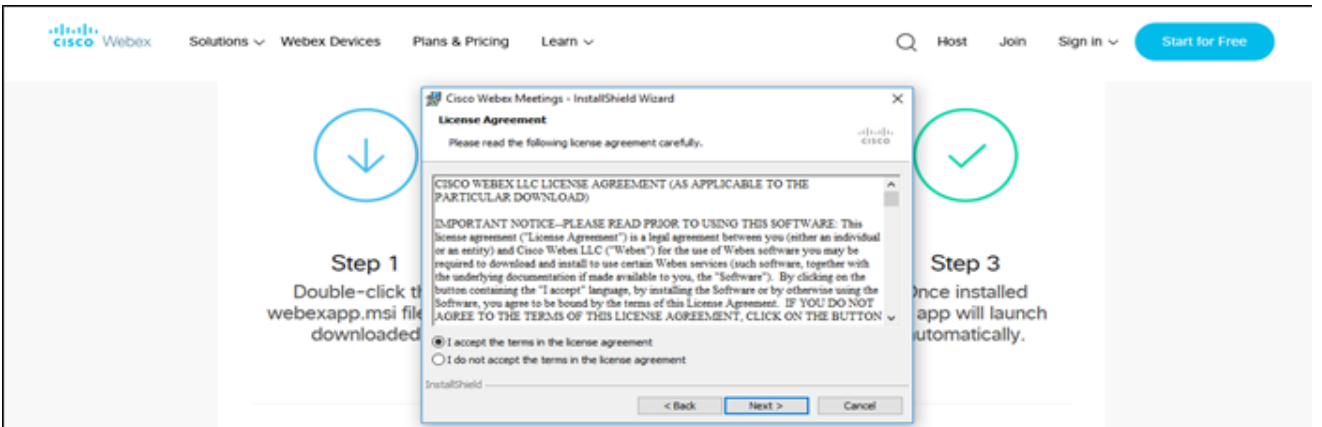 CISCO Webex Solutions Webex Devices Plans & Pricing Learn Host Join Sign in Start for Free
Cisco Webex Meetings - InstallShield Wizard
License Agreement
Please read the following license agreement carefully.
CISCO
CISCO WEBEX LLC LICENSE AGREEMENT (AS APPLICABLE TO THE
PARTICULAR DOWNLOAD)
IMPORTANT NOTICE--PLEASE READ PRIOR TO USING THIS SOFTWARE: This
license agreement ("License Agreement") is a legal agreement between you (either an individual
or an entity) and Cisco Webex LLC ("Webex") for the use of Webex software you may be
required to download and install to use certain Webex services (such software, together with
the underlying documentation if made available to you, the "Software"). By clicking on the
button containing the "I accept" language, by installing the Software or by otherwise using the
Software, you agree to be bound by the terms of this License Agreement. IF YOU DO NOT
AGREE TO THE TERMS OF THIS LICENSE AGREEMENT, CLICK ON THE BUTTON
I accept the terms in the license agreement
I do not accept the terms in the license agreement
InstallShield
< Back Next > Cancel
Step 1
Double-click
webexapp.msi
downloaded
Step 3
installed
app will launch